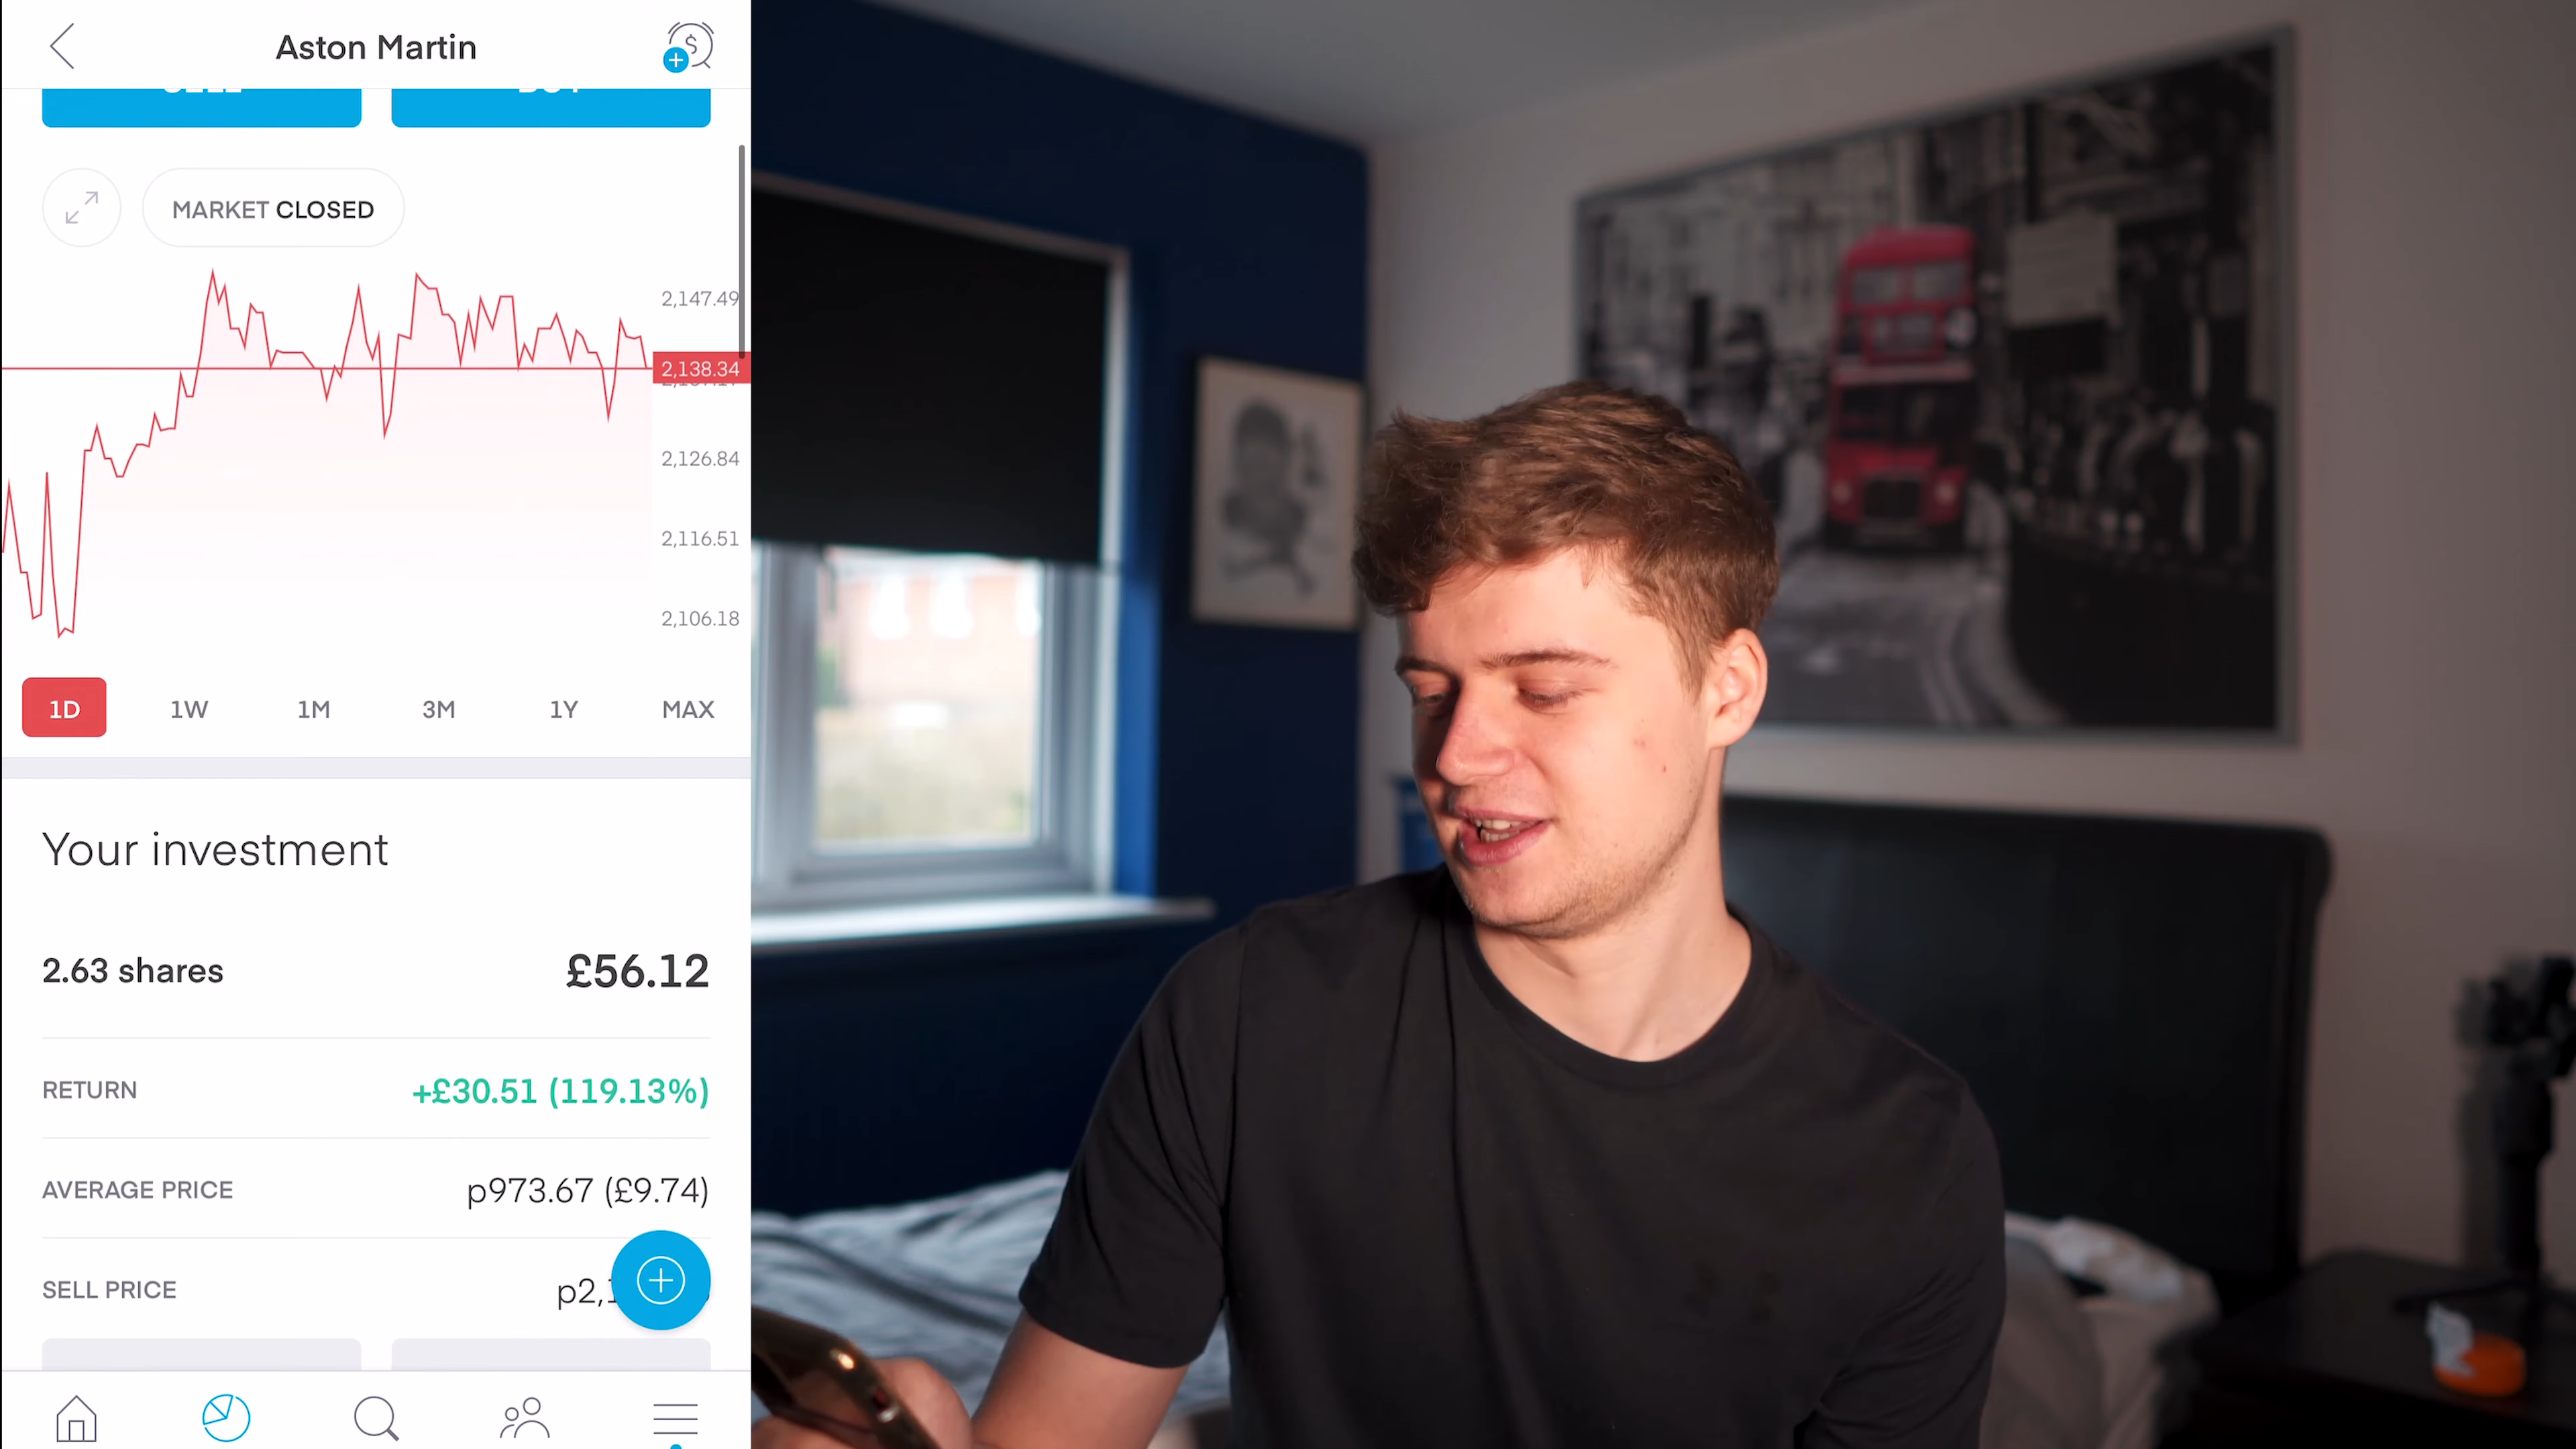 Aston Martin
SELL
BUY
MARKET CLOSED
2,147.49
2,138.34
2,126.84
2,116.51
2,106.18
1D
1W
1M
3M
1Y
MAX
Your investment
2.63 shares
£56.12
RETURN
+£30.51 (119.13%)
AVERAGE PRICE
p973.67 (£9.74)
SELL PRICE